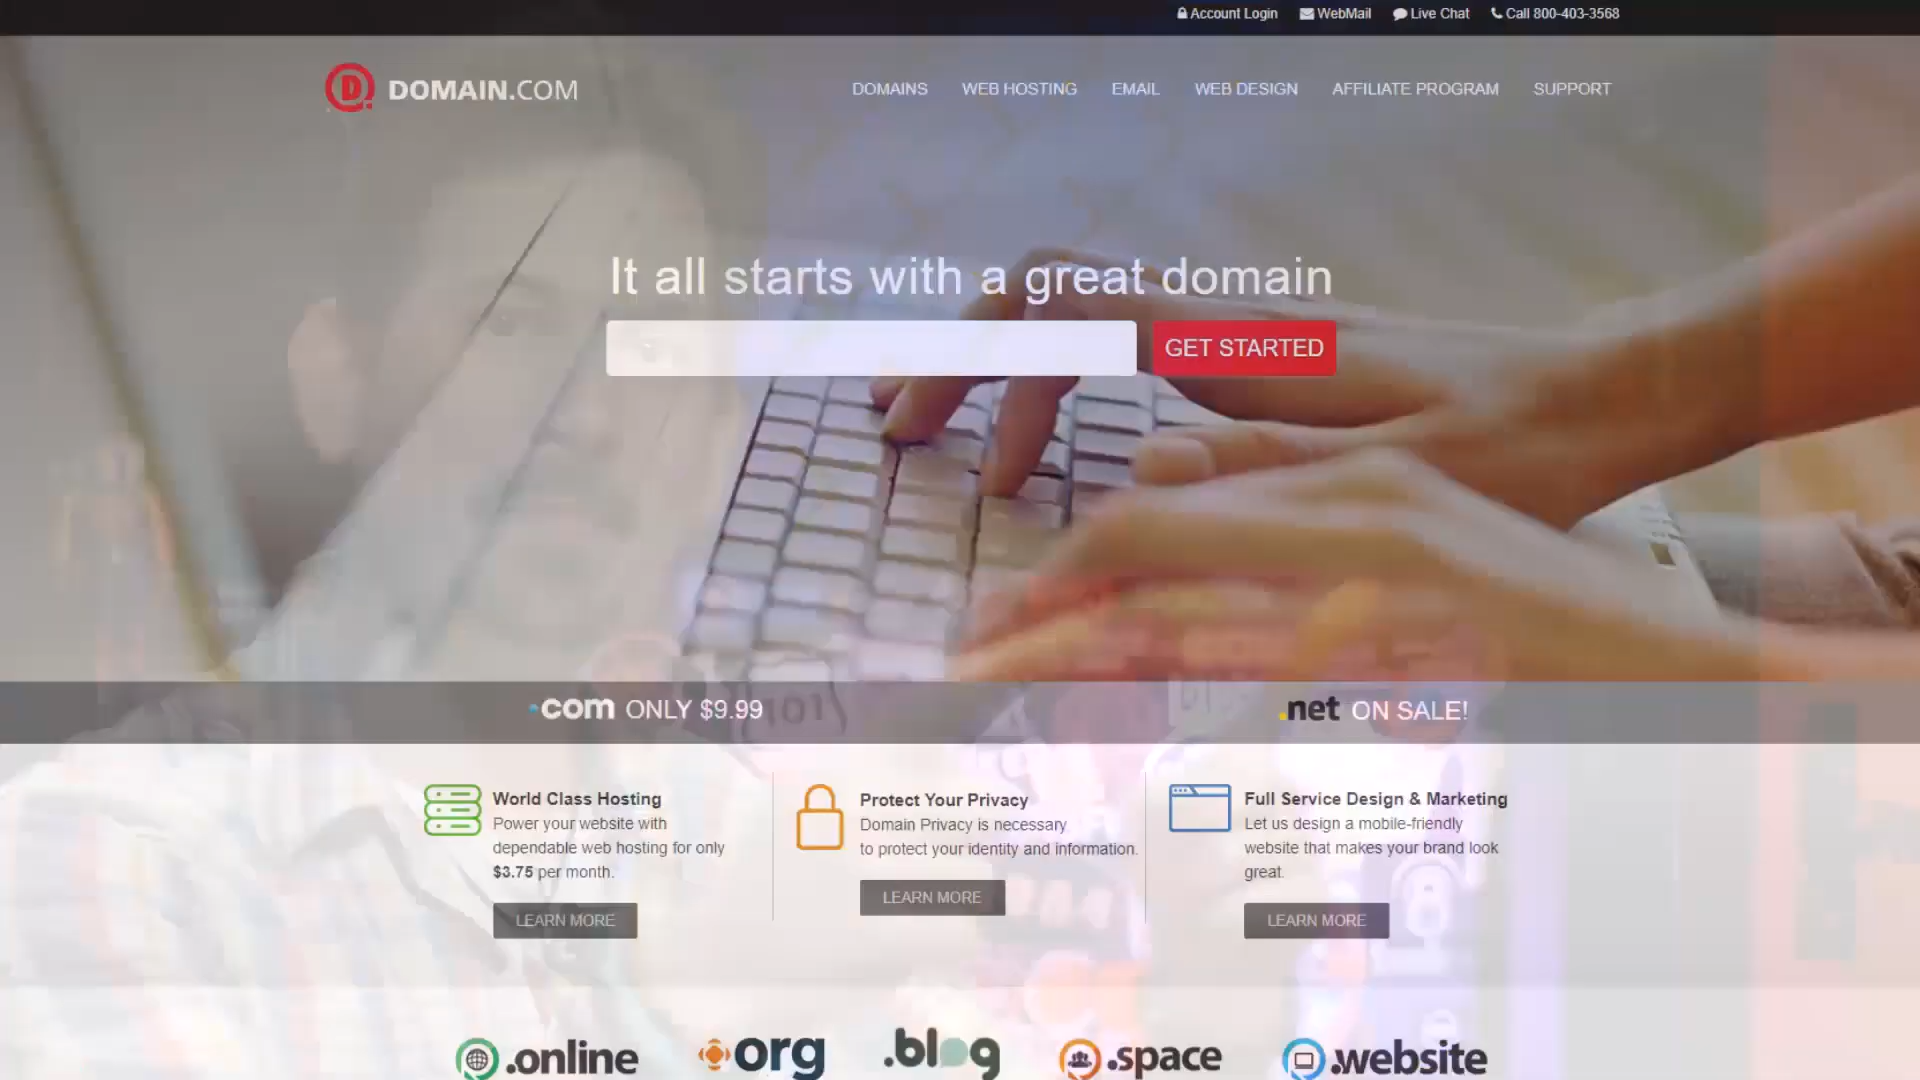 Account Login WebMail Live Chat Call 800-403-3568
DOMAIN.COM DOMAINS WEB HOSTING EMAIL WEB DESIGN AFFILIATE PROGRAM SUPPORT
It all starts with a great domain
GET STARTED
.com ONLY $9.99
.net ON SALE!
World Class Hosting
Power your website with
dependable web hosting for only
$3.75 per month.
LEARN MORE
Protect Your Privacy
Domain Privacy is necessary
to protect your identity and information.
LEARN MORE
Full Service Design & Marketing
Let us design a mobile-friendly
website that makes your brand look
great.
LEARN MORE
.online org .blog .space .website